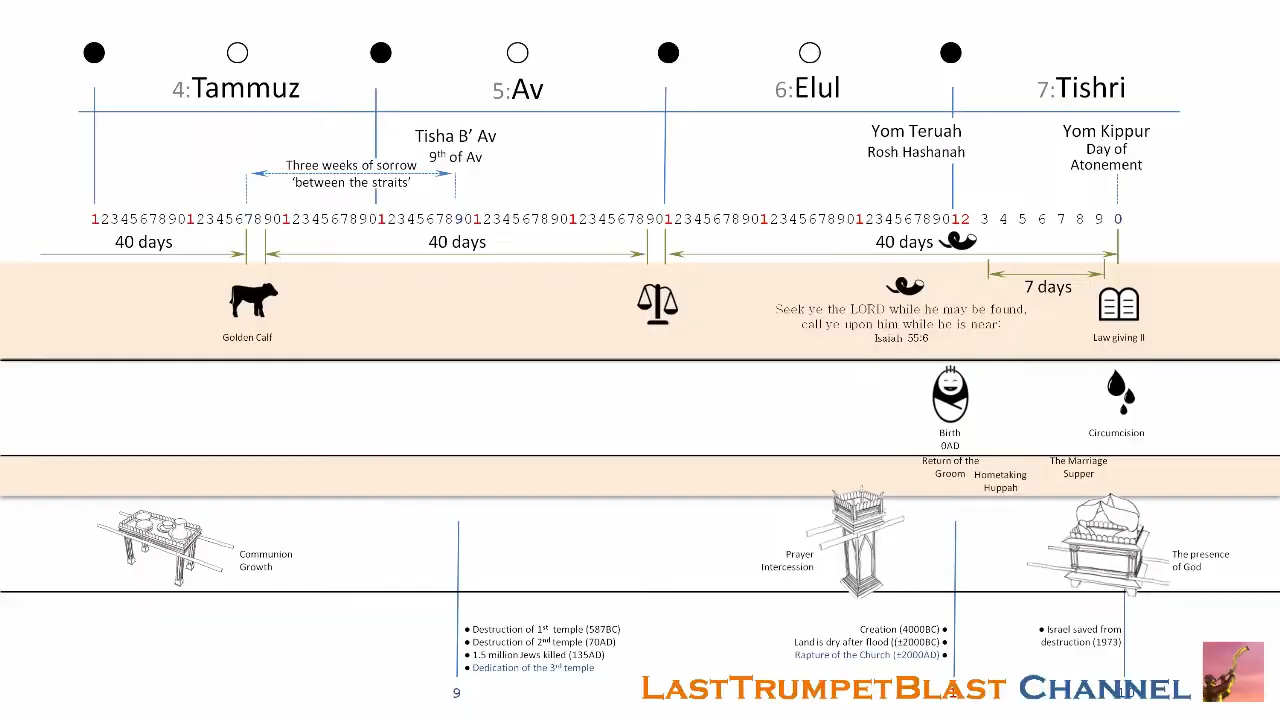 4:Tammuz
5:Av
6:Elul
7:Tishri
Tisha B’ Av
9th of Av
Yom Teruah
Rosh Hashanah
Yom Kippur
Day of
Atonement
Three weeks of sorrow
‘between the straits’
12345678901234567890123456789012345678901234567890123456789012345678901234567890123456789012 3 4 5 6 7 8 9 0
40 days
40 days
40 days
7 days
Golden Calf
Seek ye the LORD while he may be found,
call ye upon him while he is near:
Isaiah 55:6
Law giving II
Birth
0AD
Circumcision
Return of the
Groom
Hometaking
Huppah
The Marriage
Supper
Communion
Growth
Prayer
Intercession
The presence
of God
● Destruction of 1st temple (587BC)
● Destruction of 2nd temple (70AD)
● 1.5 million Jews killed (135AD)
● Dedication of the 3rd temple
Creation (4000BC) ●
Land is dry after flood ((±2000BC) ●
Rapture of the Church (±2000AD) ●
● Israel saved from
destruction (1973)
9
1
10
LastTrumpetBlast Channel